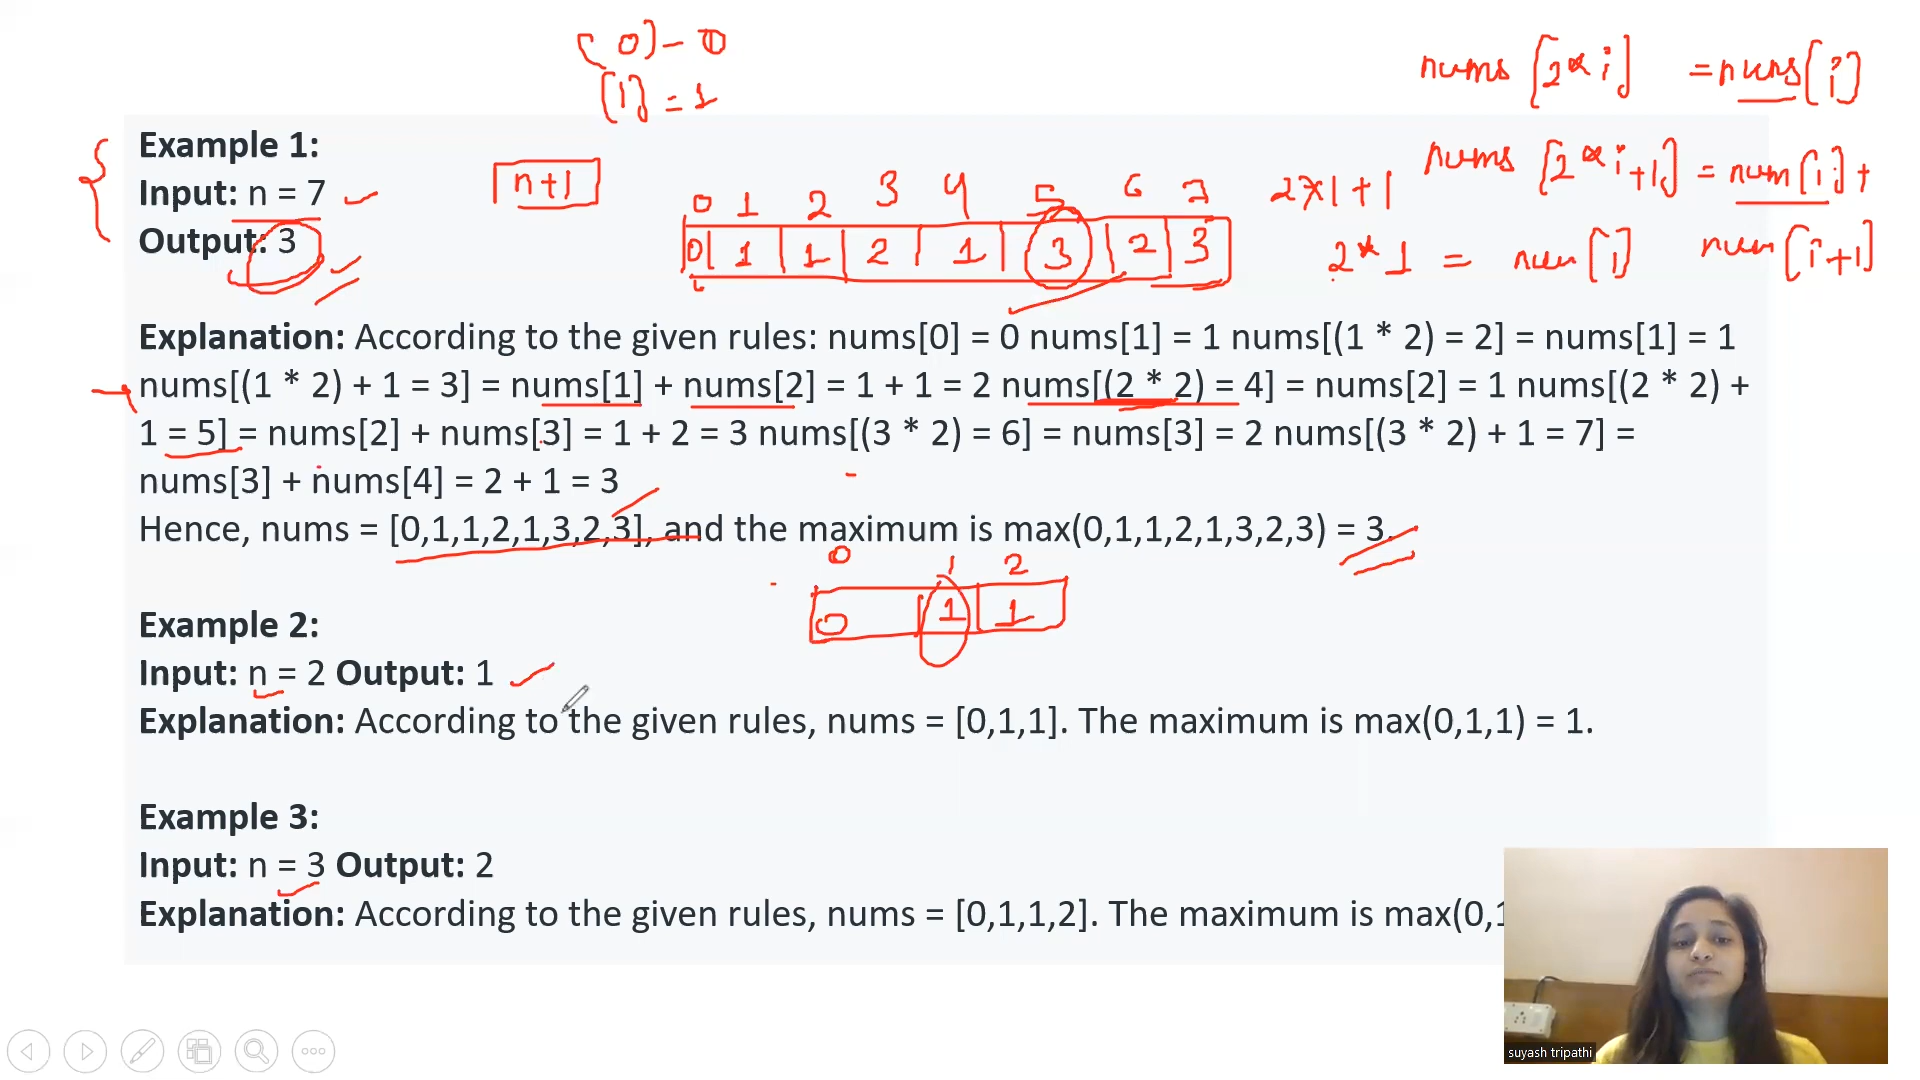 [0] - 0
[1] = 1
nums [2*i] = nums[i]
nums [2*i+1] = num[i] +
num [i+1]
2*1+1
2*1 = num[i]
n+1
0 1 2 3 4 5 6 7
0 1 1 2 1 3 2 3
Example 1:
Input: n = 7
Output: 3
Explanation: According to the given rules: nums[0] = 0 nums[1] = 1 nums[(1 * 2) = 2] = nums[1] = 1
nums[(1 * 2) + 1 = 3] = nums[1] + nums[2] = 1 + 1 = 2 nums[(2 * 2) = 4] = nums[2] = 1 nums[(2 * 2) +
1 = 5] = nums[2] + nums[3] = 1 + 2 = 3 nums[(3 * 2) = 6] = nums[3] = 2 nums[(3 * 2) + 1 = 7] =
nums[3] + nums[4] = 2 + 1 = 3
Hence, nums = [0,1,1,2,1,3,2,3], and the maximum is max(0,1,1,2,1,3,2,3) = 3.
0 1 2
0 1 1
Example 2:
Input: n = 2 Output: 1
Explanation: According to the given rules, nums = [0,1,1]. The maximum is max(0,1,1) = 1.
Example 3:
Input: n = 3 Output: 2
Explanation: According to the given rules, nums = [0,1,1,2]. The maximum is max(0,1
suyash tripathi